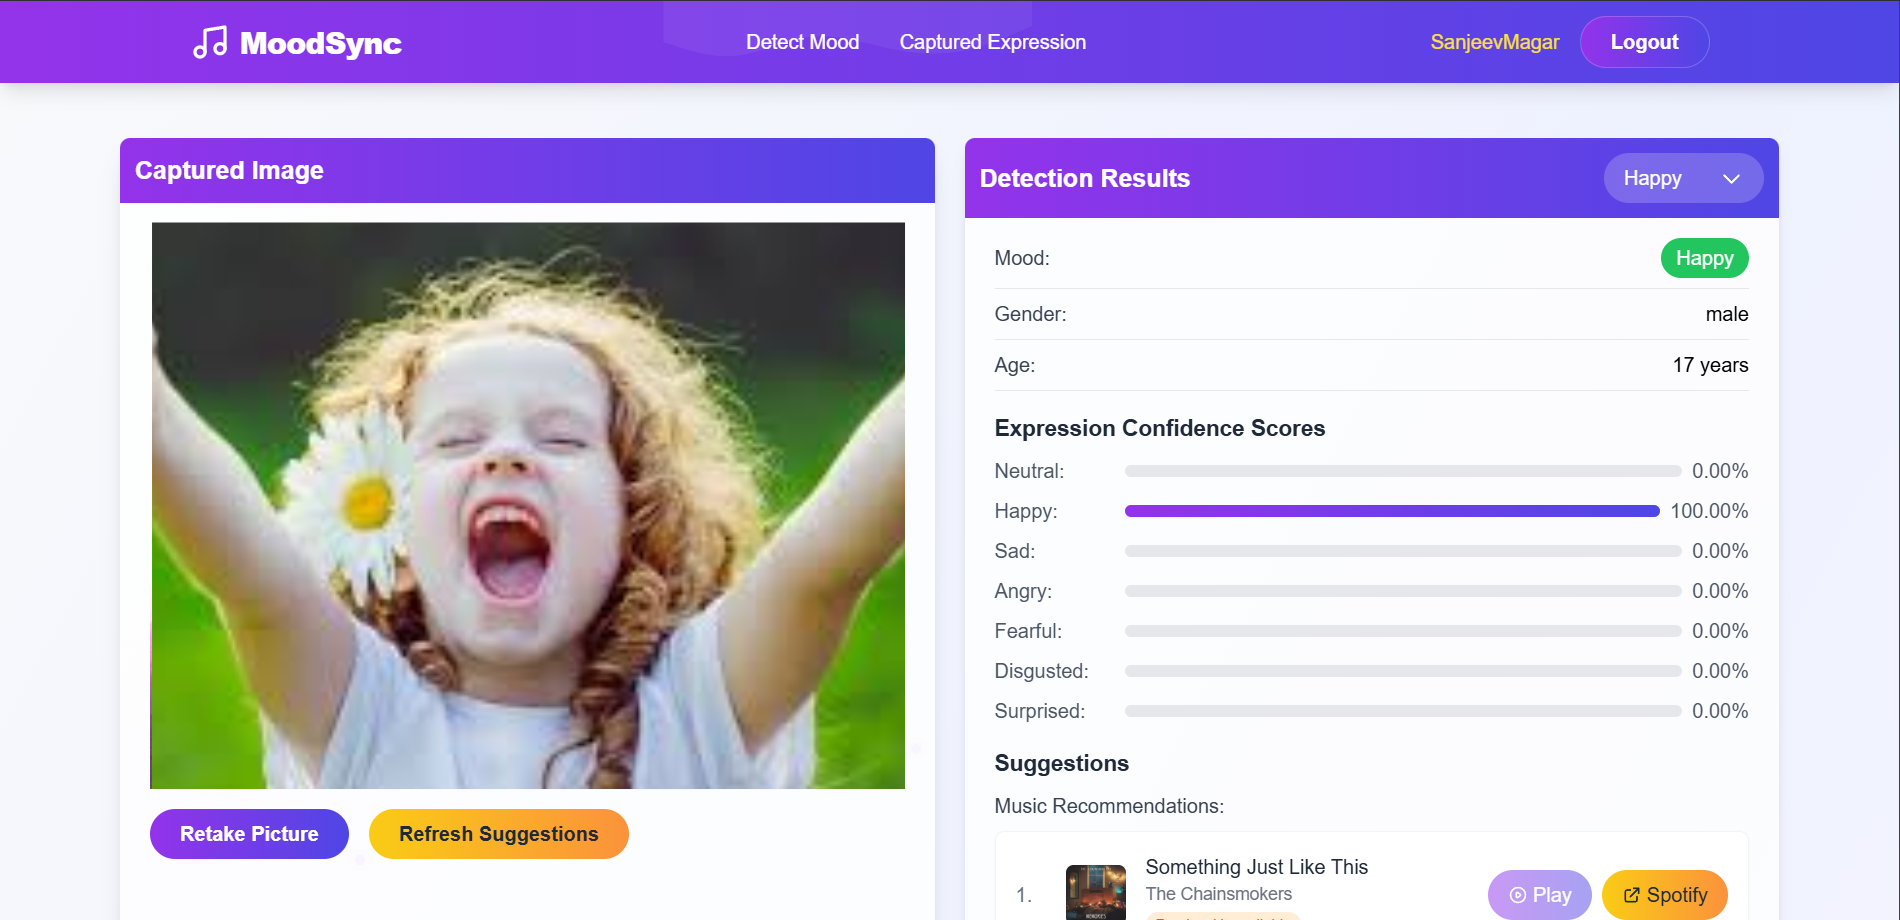 MoodSync
Detect Mood
Captured Expression
SanjeevMagar
Logout
Captured Image
Retake Picture
Refresh Suggestions
Detection Results
Happy
Mood: Happy
Gender: male
Age: 17 years
Expression Confidence Scores
Neutral: 0.00%
Happy: 100.00%
Sad: 0.00%
Angry: 0.00%
Fearful: 0.00%
Disgusted: 0.00%
Surprised: 0.00%
Suggestions
Music Recommendations:
1.
Something Just Like This
The Chainsmokers
Play
Spotify